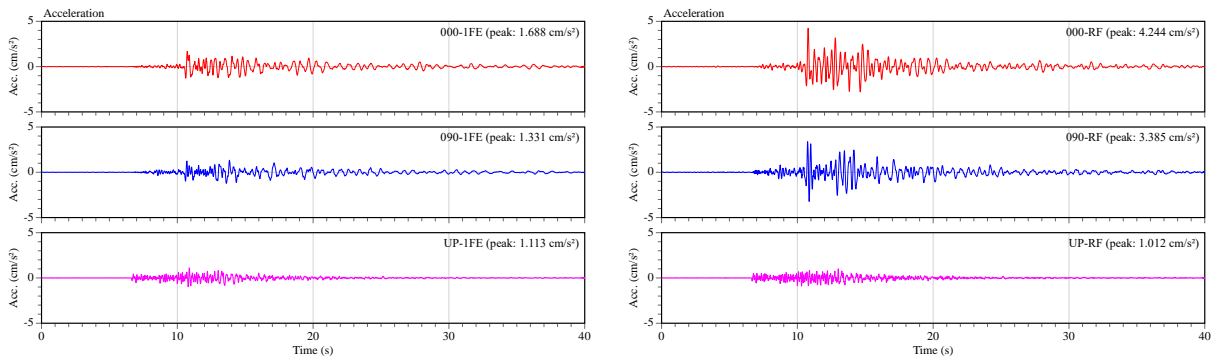 Acceleration
5
0
-5
Acc. (cm/s²)
000-1FE (peak: 1.688 cm/s²)
5
0
-5
Acc. (cm/s²)
090-1FE (peak: 1.331 cm/s²)
5
0
-5
Acc. (cm/s²)
UP-1FE (peak: 1.113 cm/s²)
0 10 20 30 40
Time (s)
Acceleration
5
0
-5
Acc. (cm/s²)
000-RF (peak: 4.244 cm/s²)
5
0
-5
Acc. (cm/s²)
090-RF (peak: 3.385 cm/s²)
5
0
-5
Acc. (cm/s²)
UP-RF (peak: 1.012 cm/s²)
0 10 20 30 40
Time (s)